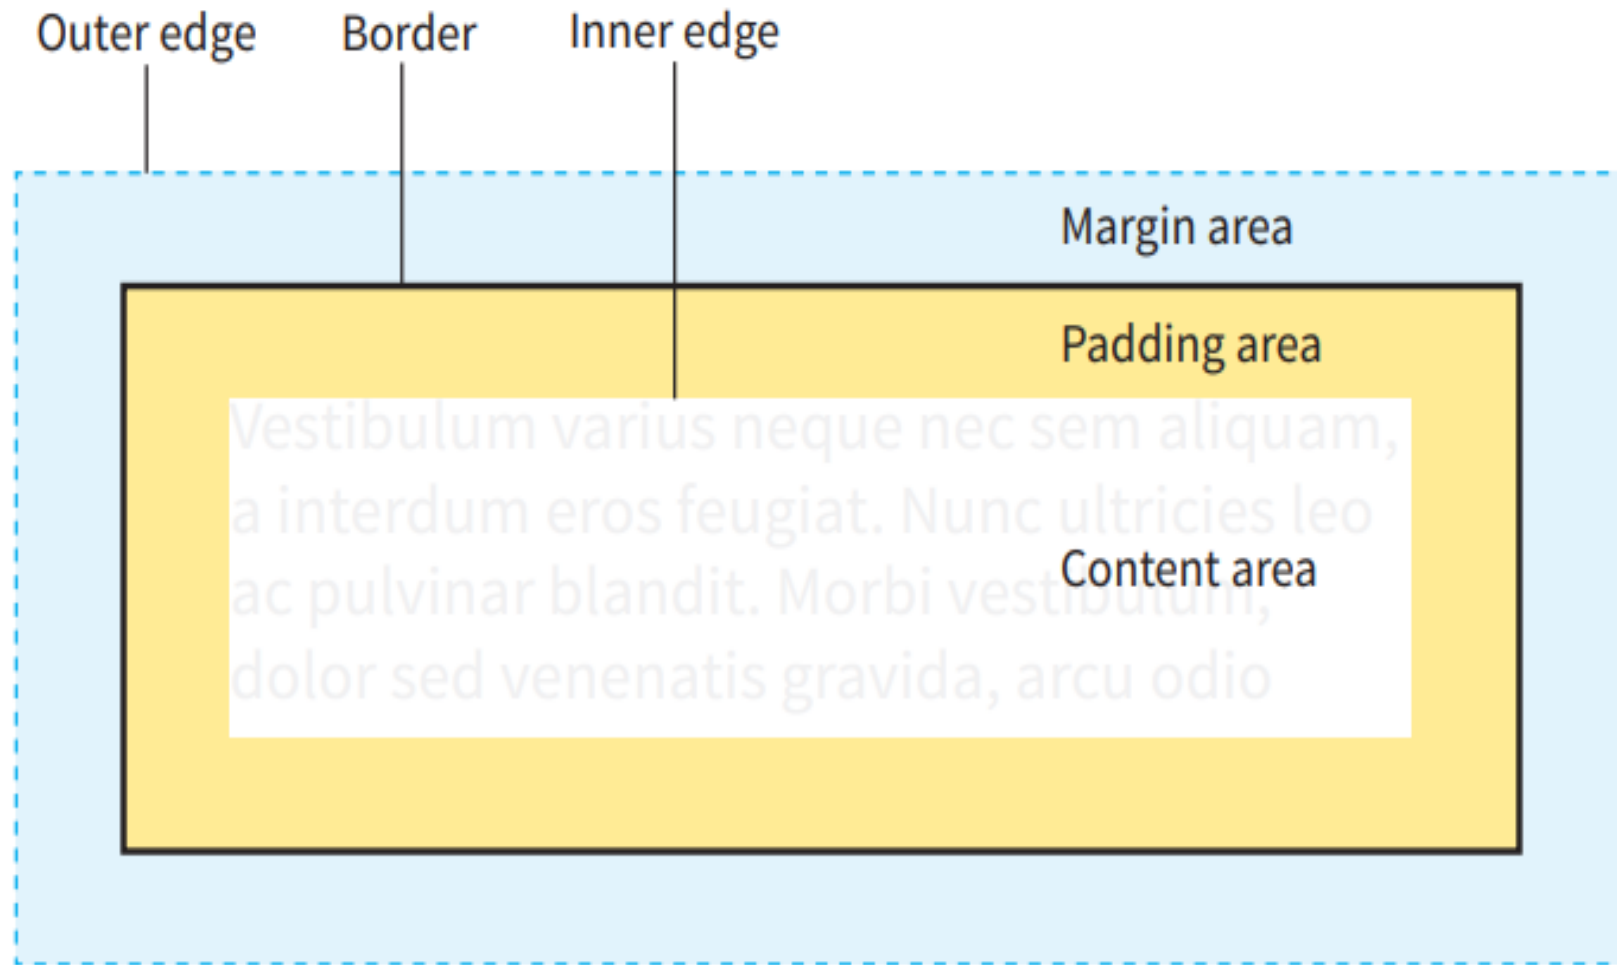 Outer edge
Border
Inner edge
Margin area
Padding area
Vestibulum varius neque nec sem aliquam,
a interdum eros feugiat. Nunc ultricies leo
Content area
ac pulvinar blandit. Morbi vestibulum,
dolor sed venenatis gravida, arcu odio